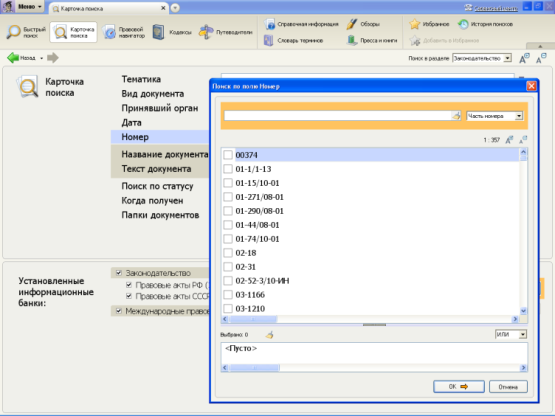 Меню
Карточка поиска
Сервисный центр
Быстрый поиск
Карточка поиска
Правовой навигатор
Кодексы
Путеводители
Справочная информация
Словарь терминов
Обзоры
Пресса и книги
Избранное
История поисков
Добавить в Избранное
Назад
Поиск в разделе
Законодательство
Карточка
поиска
Тематика
Вид документа
Принявший орган
Дата
Номер
Название документа
Текст документа
Поиск по статусу
Когда получен
Папки документов
Установленные
информационные
банки:
Законодательство
Правовые акты РФ (
Правовые акты СССР
Международные право
Поиск по полю Номер
Часть номера
1 : 357
00374
01-1/1-13
01-15/10-01
01-271/08-01
01-290/08-01
01-44/08-01
01-74/10-01
02-18
02-31
02-52-3/10-ИН
03-1166
03-1210
Выбрано: 0
ИЛИ
<Пусто>
ОК
Отмена